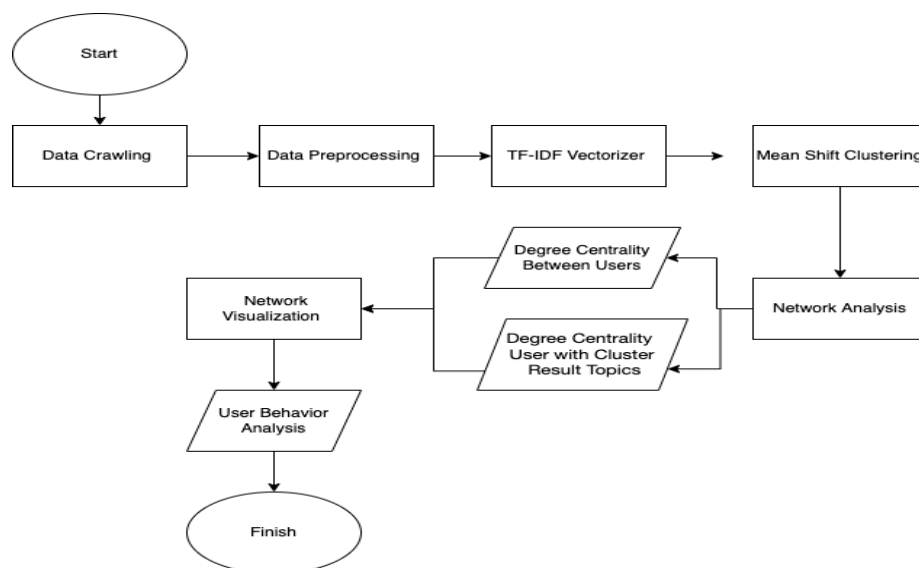 Start
Data Crawling
Data Preprocessing
TF-IDF Vectorizer
Mean Shift Clustering
Degree Centrality
Between Users
Network
Visualization
Network Analysis
Degree Centrality
User with Cluster
Result Topics
User Behavior
Analysis
Finish